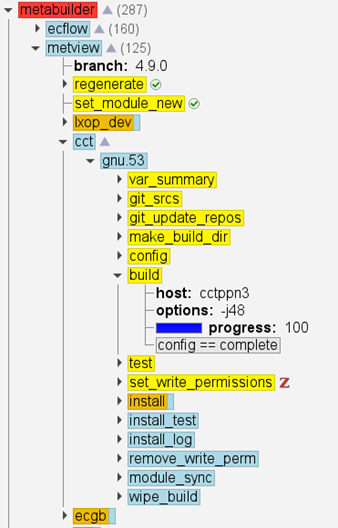 metabuilder (287)
ecflow (160)
metview (125)
branch: 4.9.0
regenerate
set_module_new
lxop_dev
cct
gnu.53
var_summary
git_srcs
git_update_repos
make_build_dir
config
build
host: cctppn3
options: -j48
progress: 100
config == complete
test
set_write_permissions Z
install
install_test
install_log
remove_write_perm
module_sync
wipe_build
ecgb